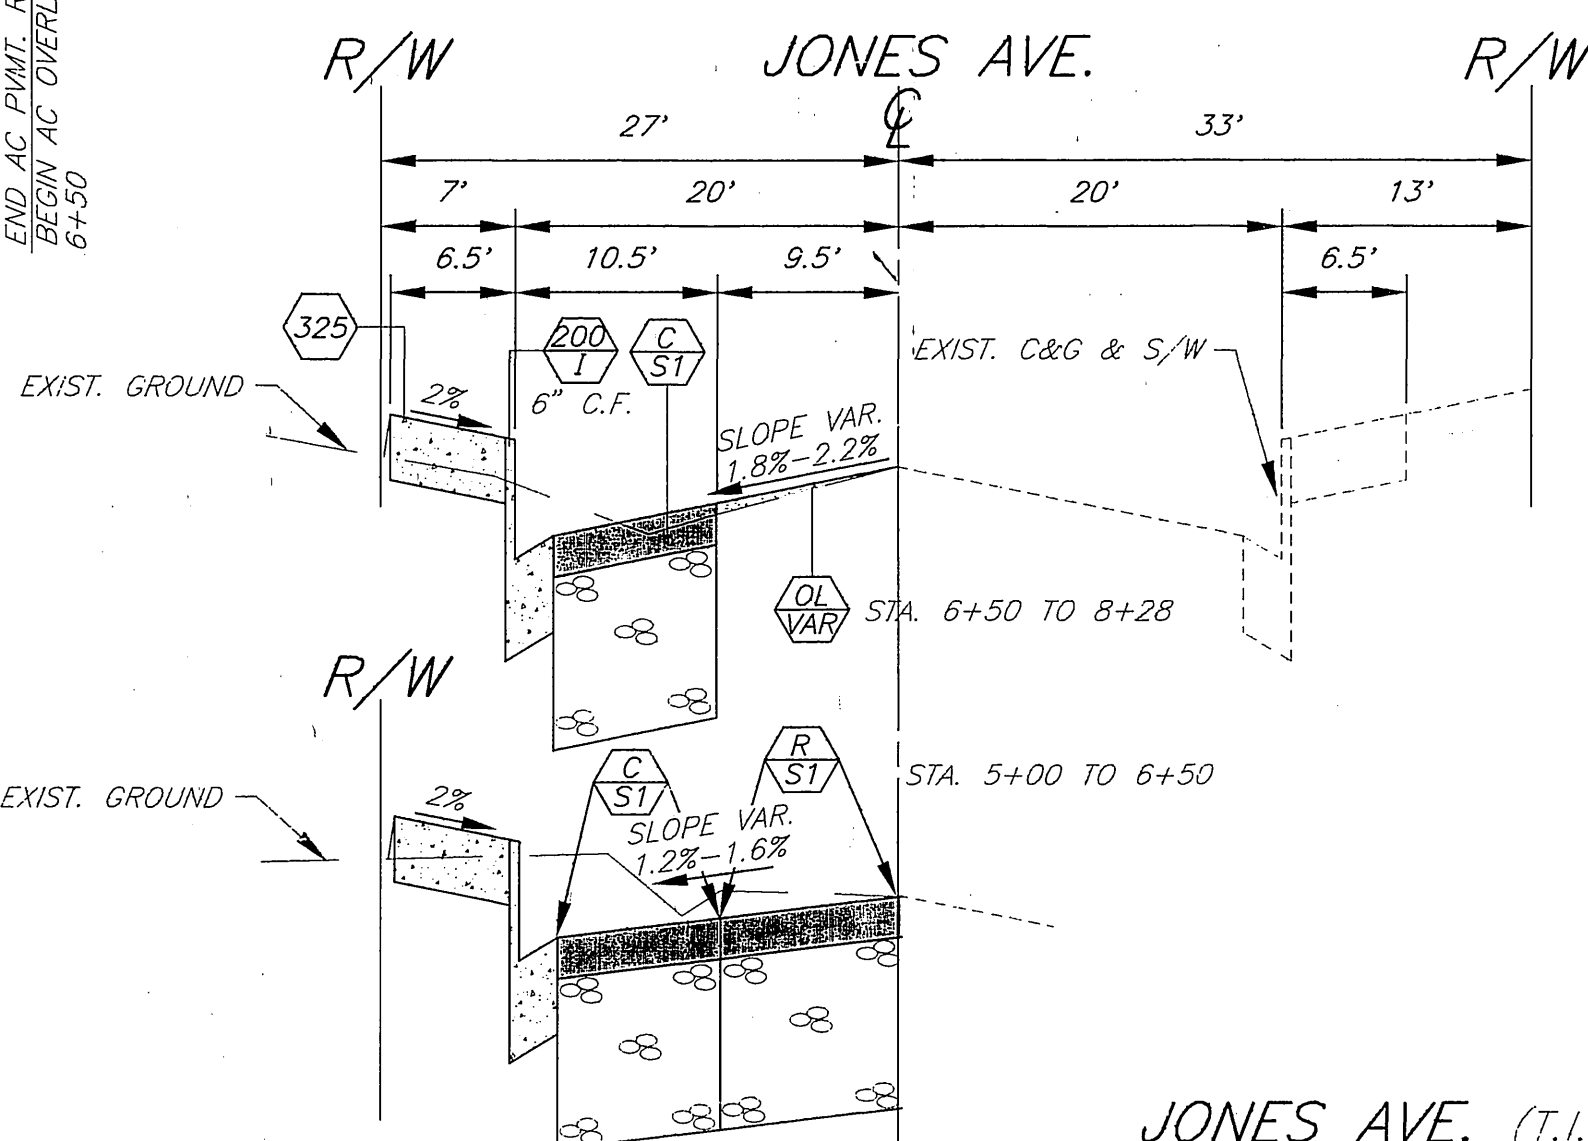 END AC PVMT.
BEGIN AC
6+50
R/W
JONES AVE.
R/W
℄
27'
33'
7'
20'
20'
13'
6.5'
10.5'
9.5'
6.5'
325
200
I
C
S1
EXIST. C&G & S/W
EXIST. GROUND
2%
6" C.F.
SLOPE VAR.
1.8%-2.2%
OL
VAR
STA. 6+50 TO 8+28
R/W
C
S1
R
S1
STA. 5+00 TO 6+50
EXIST. GROUND
2%
SLOPE VAR.
1.2%-1.6%
JONES AVE.